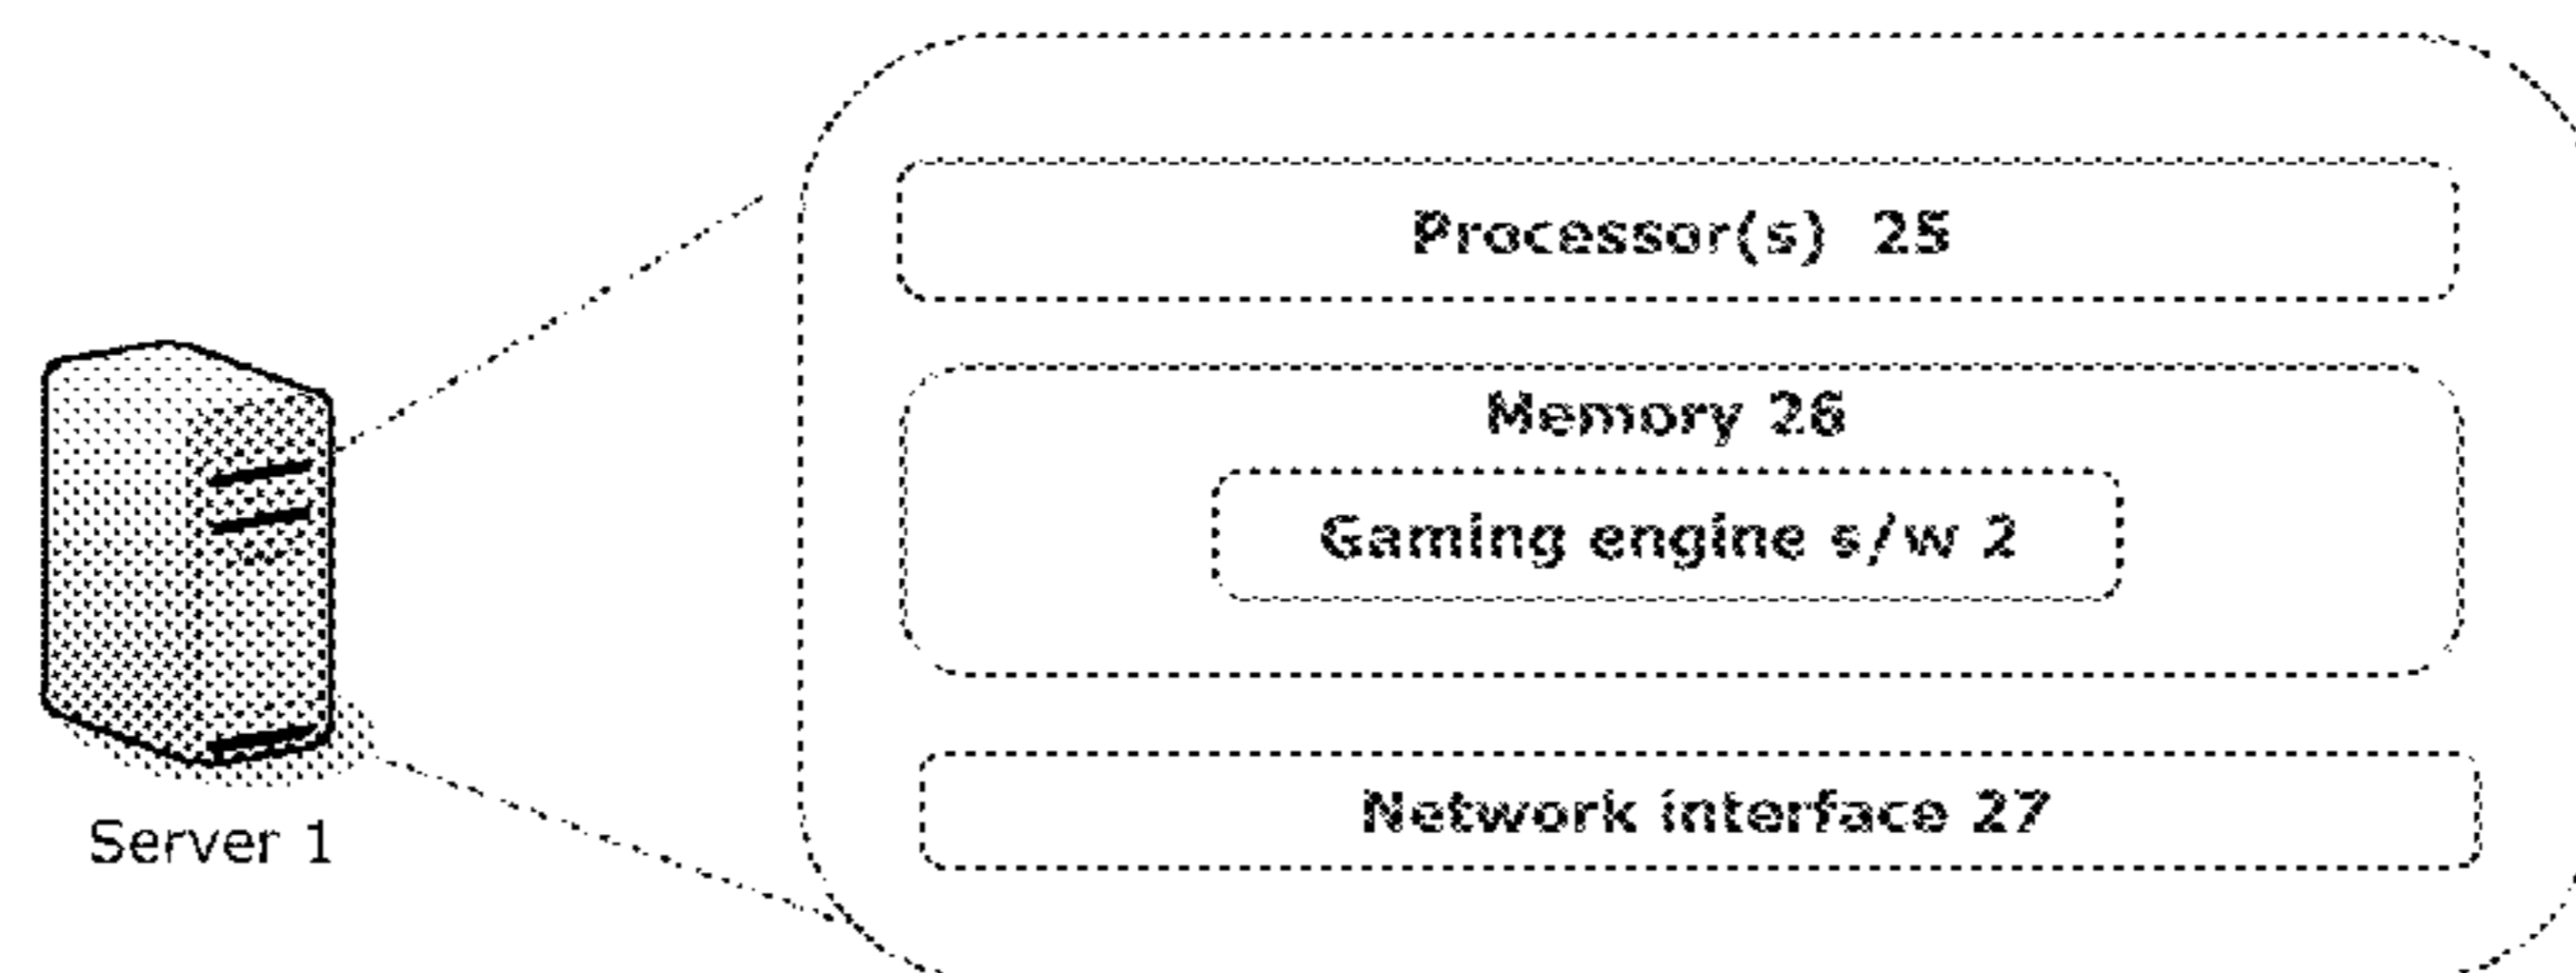 Processor(s) 25
Memory 26
Gaming engine s/w 2
Network interface 27
Server 1